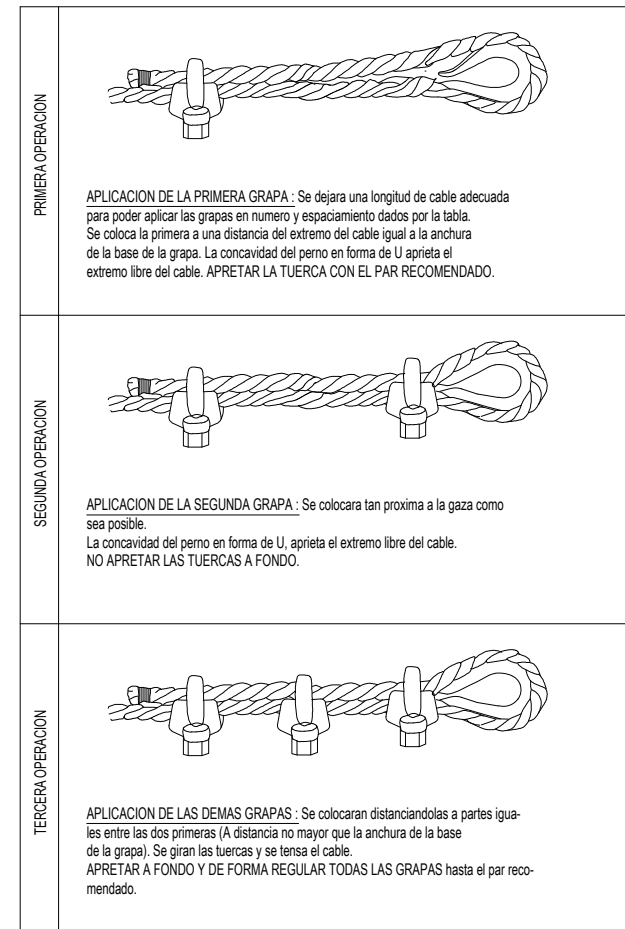 PRIMERA OPERACION
APLICACION DE LA PRIMERA GRAPA : Se dejara una longitud de cable adecuada
para poder aplicar las grapas en numero y espaciamiento dados por la tabla.
Se coloca la primera a una distancia del extremo del cable igual a la anchura
de la base de la grapa. La concavidad del perno en forma de U aprieta el
extremo libre del cable. APRETAR LA TUERCA CON EL PAR RECOMENDADO.
SEGUNDA OPERACION
APLICACION DE LA SEGUNDA GRAPA : Se colocara tan proxima a la gaza como
sea posible.
La concavidad del perno en forma de U, aprieta el extremo libre del cable.
NO APRETAR LAS TUERCAS A FONDO.
TERCERA OPERACION
APLICACION DE LAS DEMAS GRAPAS : Se colocaran distanciandolas a partes igua-
les entre las dos primeras (A distancia no mayor que la anchura de la base
de la grapa). Se giran las tuercas y se tensa el cable.
APRETAR A FONDO Y DE FORMA REGULAR TODAS LAS GRAPAS hasta el par reco-
mendado.